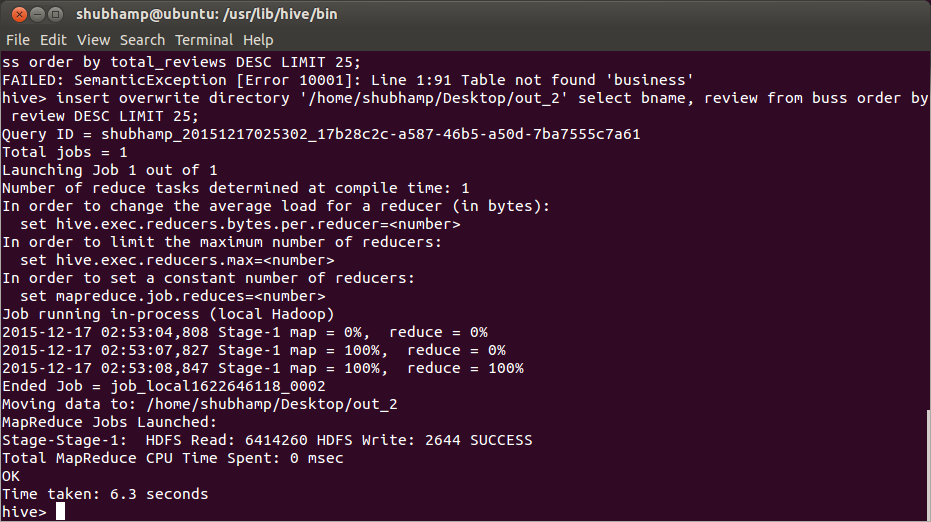 shubhamp@ubuntu: /usr/lib/hive/bin
File Edit View Search Terminal Help
ss order by total_reviews DESC LIMIT 25;
FAILED: SemanticException [Error 10001]: Line 1:91 Table not found 'business'
hive> insert overwrite directory '/home/shubhamp/Desktop/out_2' select bname, review from buss order by
 review DESC LIMIT 25;
Query ID = shubhamp_20151217025302_17b28c2c-a587-46b5-a50d-7ba7555c7a61
Total jobs = 1
Launching Job 1 out of 1
Number of reduce tasks determined at compile time: 1
In order to change the average load for a reducer (in bytes):
  set hive.exec.reducers.bytes.per.reducer=<number>
In order to limit the maximum number of reducers:
  set hive.exec.reducers.max=<number>
In order to set a constant number of reducers:
  set mapreduce.job.reduces=<number>
Job running in-process (local Hadoop)
2015-12-17 02:53:04,808 Stage-1 map = 0%,  reduce = 0%
2015-12-17 02:53:07,827 Stage-1 map = 100%,  reduce = 0%
2015-12-17 02:53:08,847 Stage-1 map = 100%,  reduce = 100%
Ended Job = job_local1622646118_0002
Moving data to: /home/shubhamp/Desktop/out_2
MapReduce Jobs Launched:
Stage-Stage-1:  HDFS Read: 6414260 HDFS Write: 2644 SUCCESS
Total MapReduce CPU Time Spent: 0 msec
OK
Time taken: 6.3 seconds
hive>